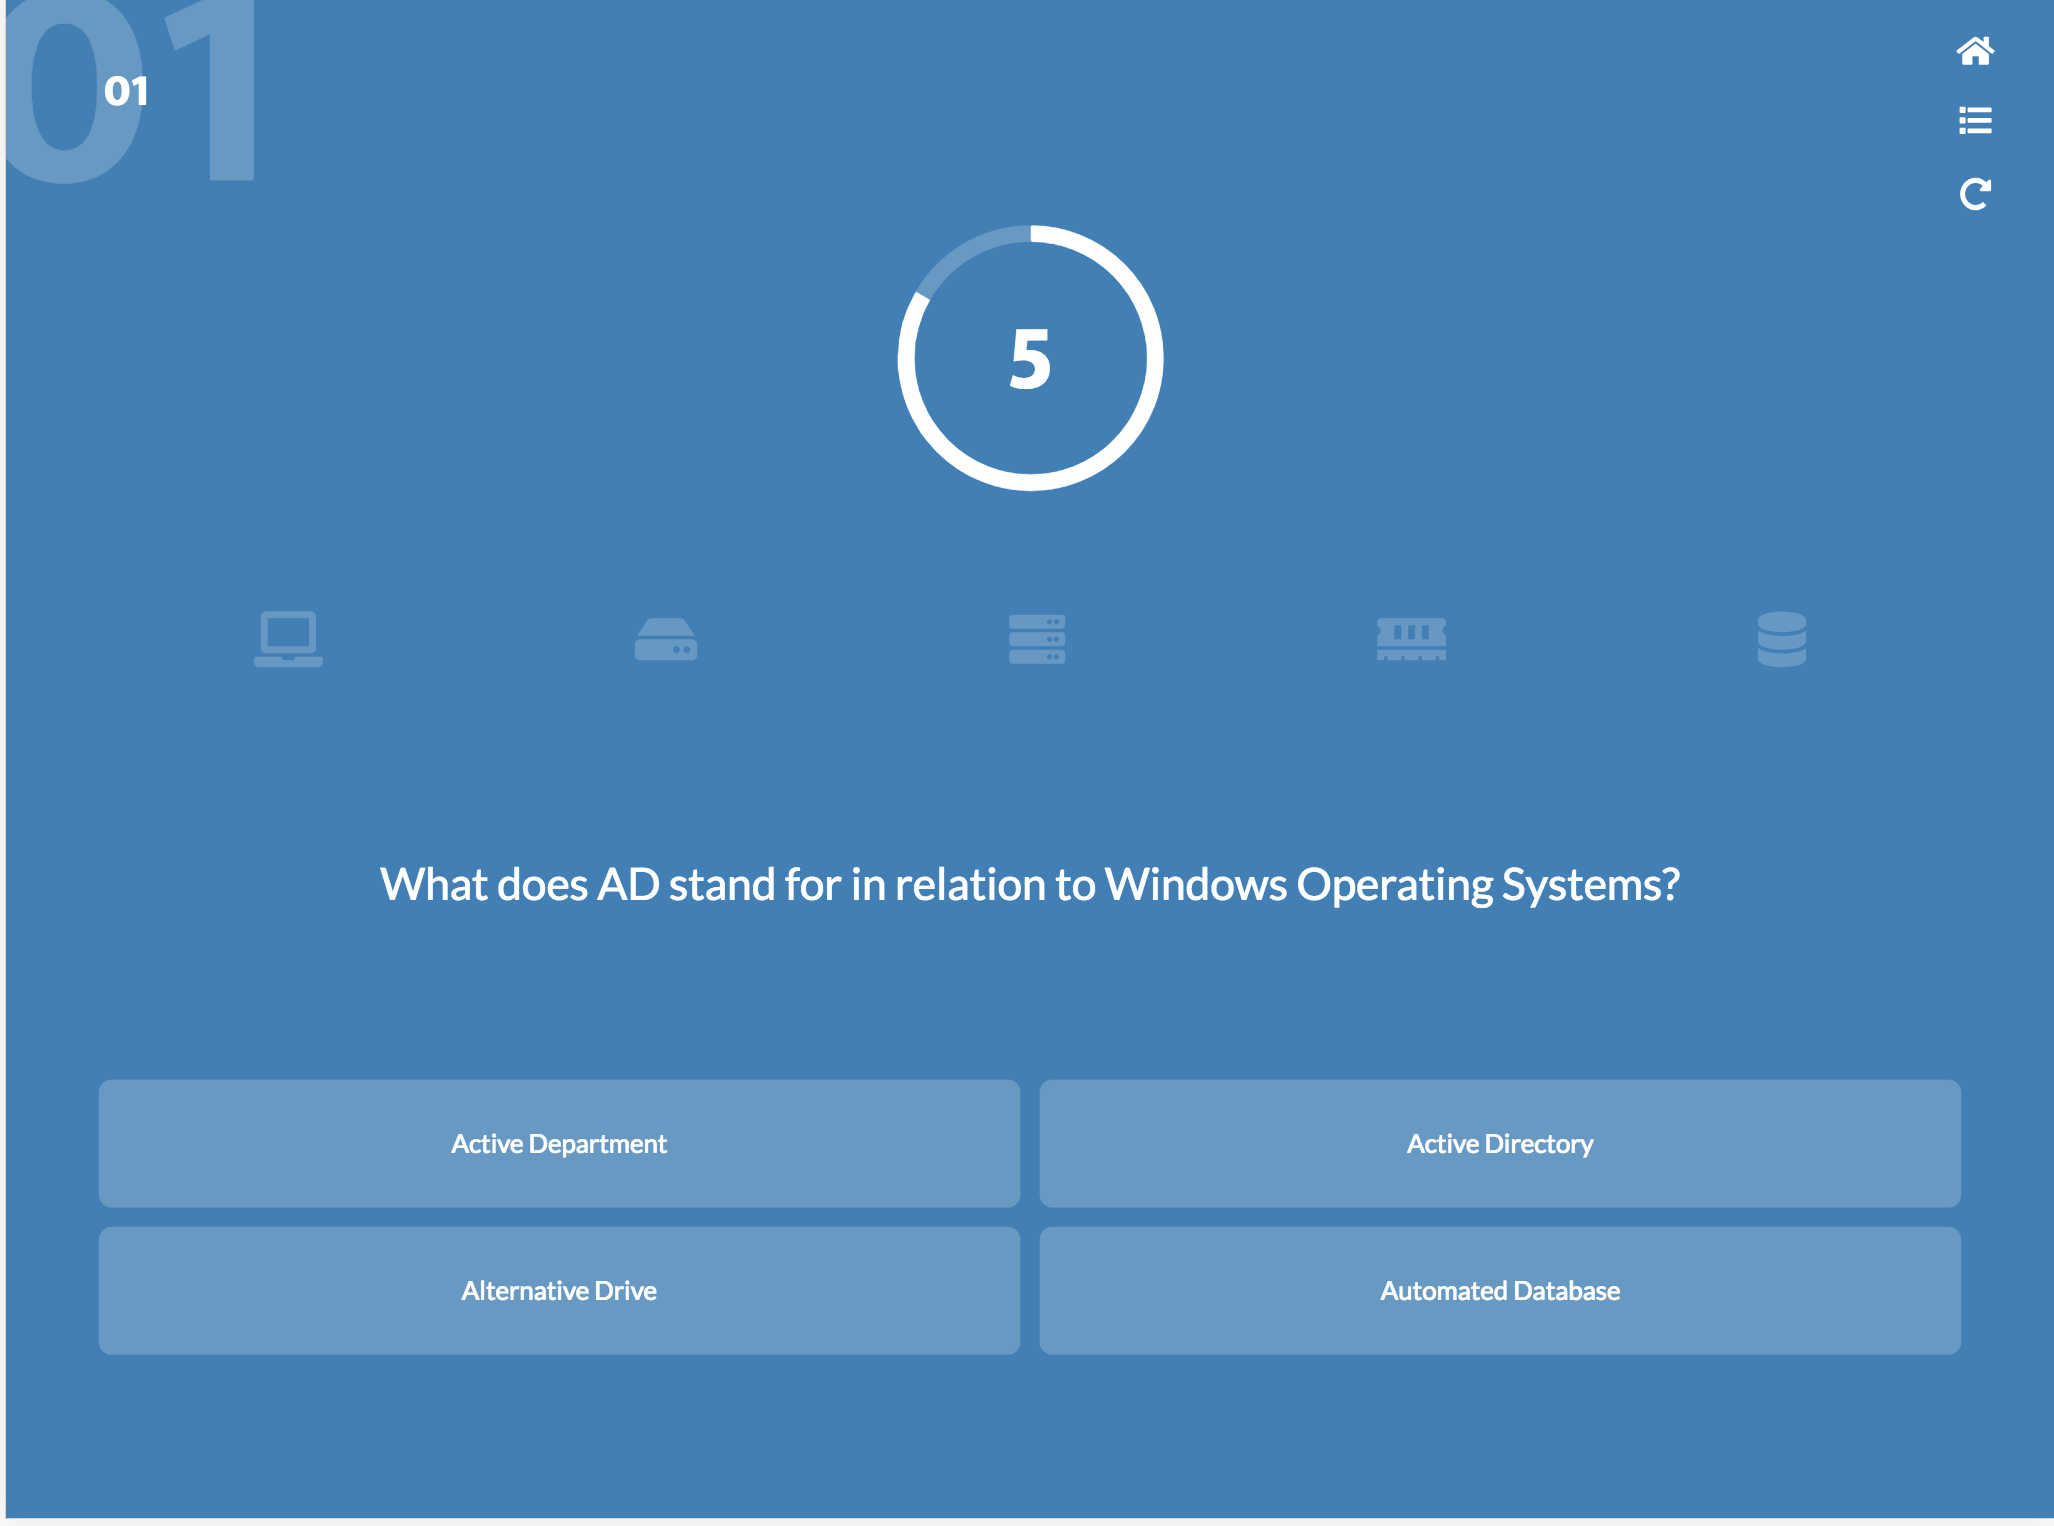 01
01
5
What does AD stand for in relation to Windows Operating Systems?
Active Department
Active Directory
Alternative Drive
Automated Database